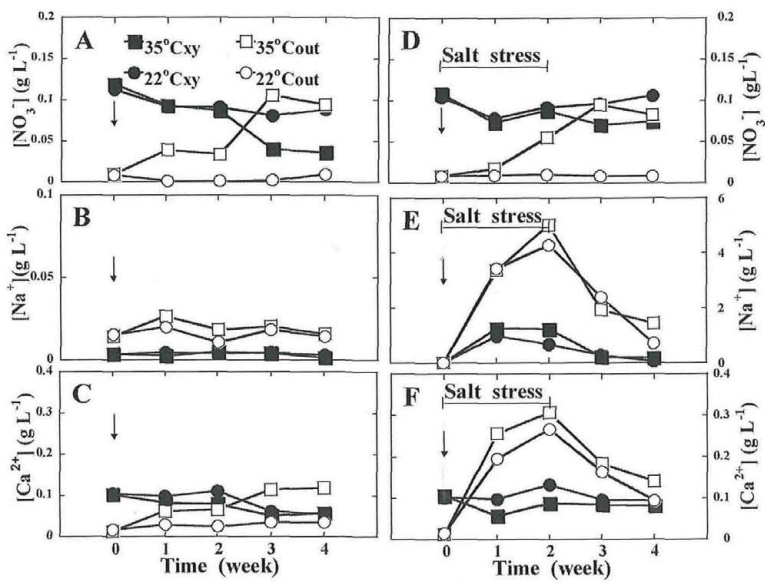 A
35°Cxy
35°Cout
22°Cxy
22°Cout
[NO3-] (g L-1)
0.2
0.15
0.1
0.05
0
B
[Na+](g L-1)
0.1
0.05
0
C
[Ca2+] (g L-1)
0.4
0.3
0.2
0.1
0
0 1 2 3 4
Time (week)
D
Salt stress
[NO3-] (g L-1)
0.2
0.15
0.1
0.05
0
E
Salt stress
[Na+] (g L-1)
6
4
2
0
F
Salt stress
[Ca2+] (g L-1)
0.4
0.3
0.2
0.1
0
0 1 2 3 4
Time (week)